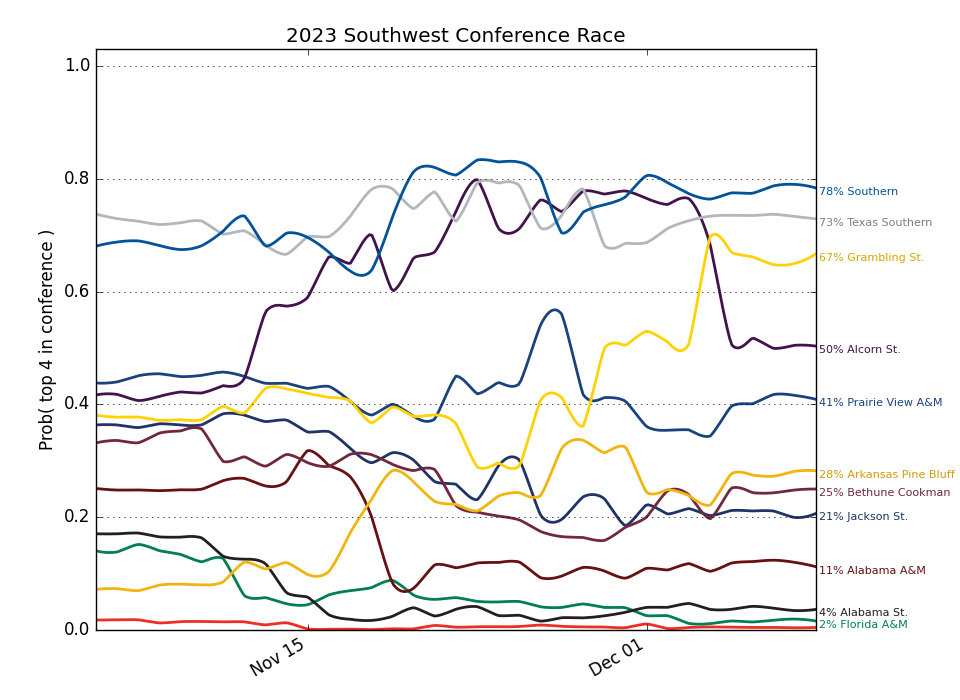 2023 Southwest Conference Race
Prob( top 4 in conference )
1.0
0.8
0.6
0.4
0.2
0.0
Nov 15
Dec 01
78% Southern
73% Texas Southern
67% Grambling St.
50% Alcorn St.
41% Prairie View A&M
28% Arkansas Pine Bluff
25% Bethune Cookman
21% Jackson St.
11% Alabama A&M
4% Alabama St.
2% Florida A&M